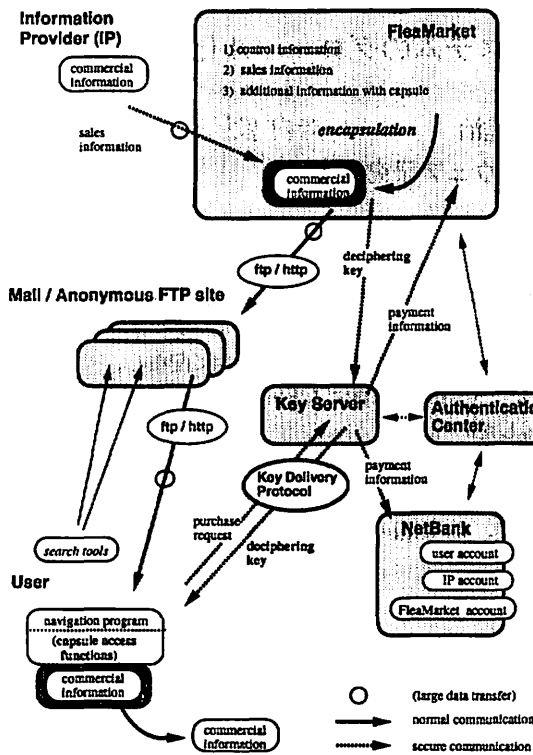 Information
Provider (IP)
commercial
information
sales
information
FleaMarket
1) control information
2) sales information
3) additional information with capsule
encapsulation
commercial
information
ftp / http
deciphering
key
payment
information
Mail / Anonymous FTP site
ftp / http
search tools
Key Server
Authentication
Center
Key Delivery
Protocol
payment
information
purchase
request
deciphering
key
NetBank
user account
IP account
FleaMarket account
User
navigation program
(capsule access
functions)
commercial
information
commercial
information
(large data transfer)
normal communication
secure communication